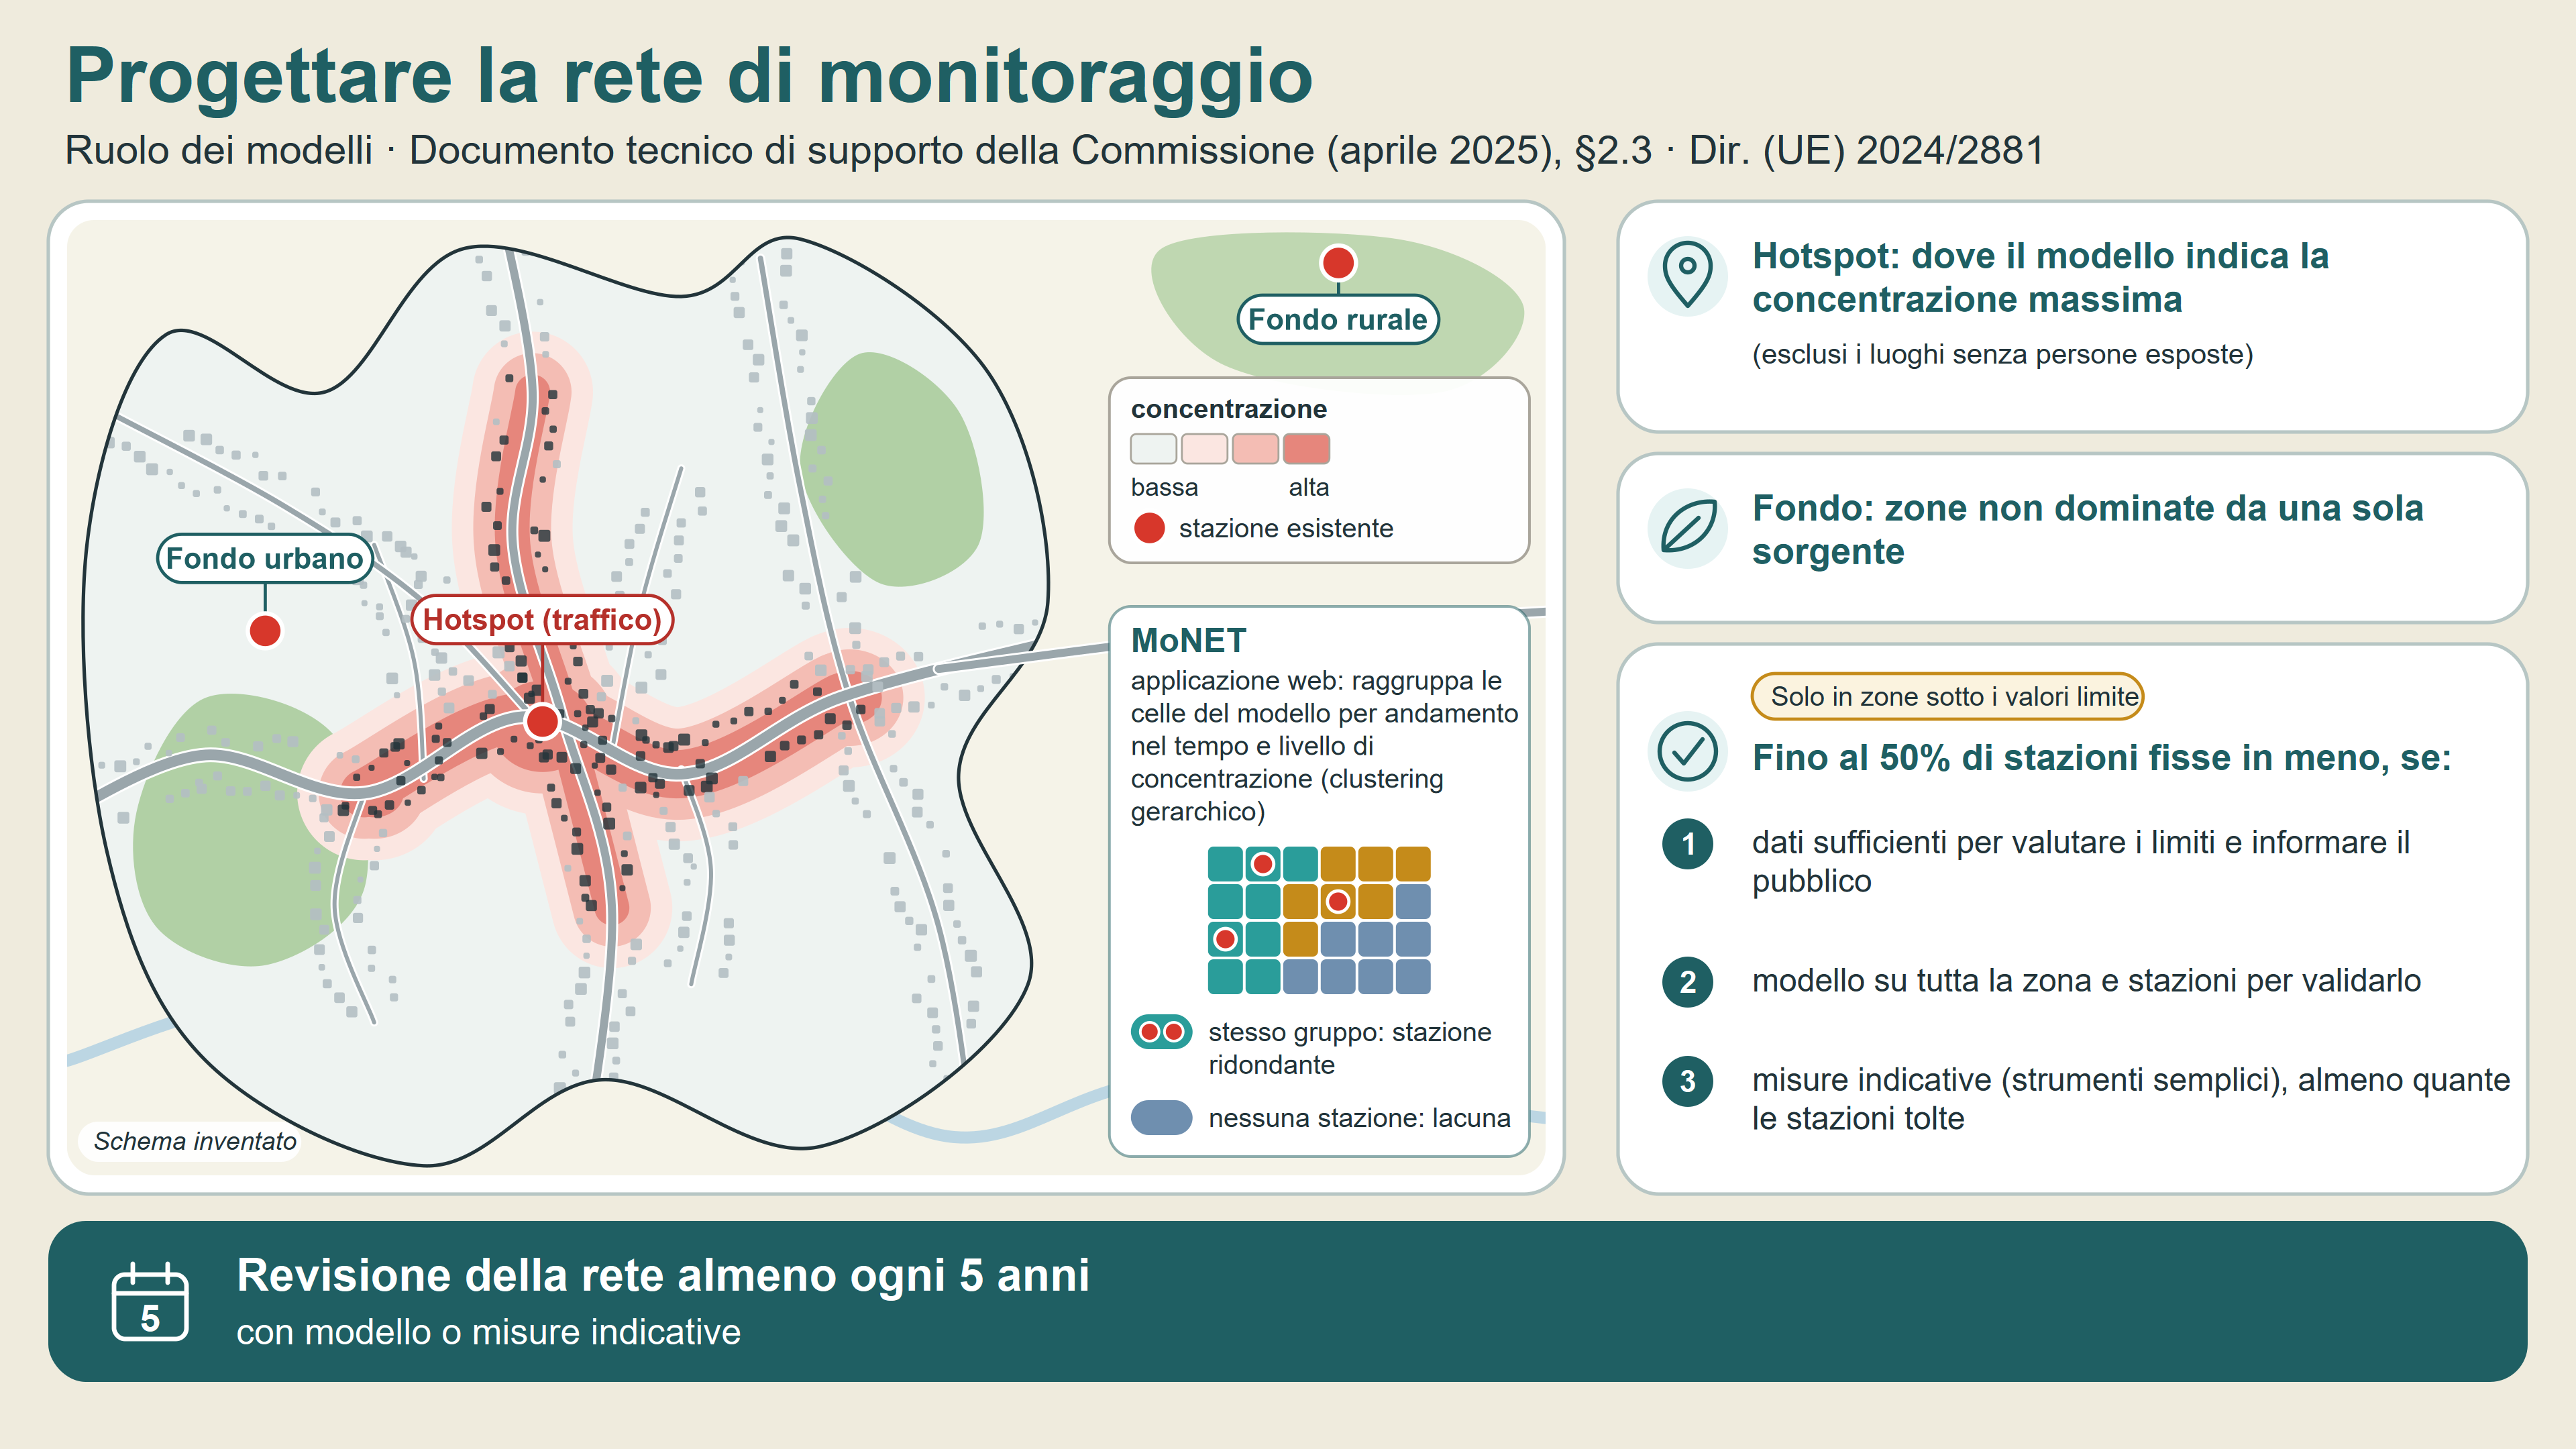 Progettare la rete di monitoraggio
Ruolo dei modelli · Documento tecnico di supporto della Commissione (aprile 2025), §2.3 · Dir. (UE) 2024/2881
Fondo rurale
Fondo urbano
Hotspot (traffico)
Schema inventato
concentrazione
bassa alta
stazione esistente
MoNET
applicazione web: raggruppa le
celle del modello per andamento
nel tempo e livello di
concentrazione (clustering
gerarchico)
stesso gruppo: stazione
ridondante
nessuna stazione: lacuna
Hotspot: dove il modello indica la
concentrazione massima
(esclusi i luoghi senza persone esposte)
Fondo: zone non dominate da una sola
sorgente
Solo in zone sotto i valori limite
Fino al 50% di stazioni fisse in meno, se:
1 dati sufficienti per valutare i limiti e informare il
pubblico
2 modello su tutta la zona e stazioni per validarlo
3 misure indicative (strumenti semplici), almeno quante
le stazioni tolte
5
Revisione della rete almeno ogni 5 anni
con modello o misure indicative